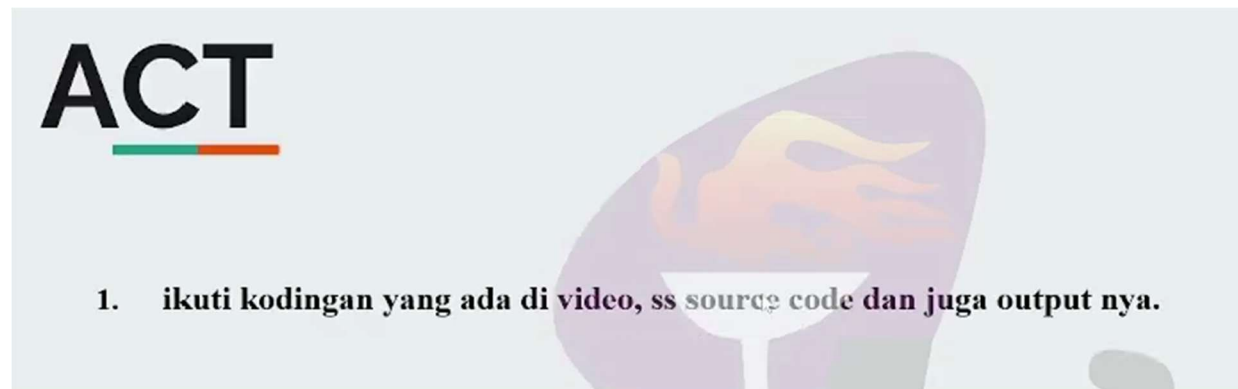 ACT
1. ikuti kodingan yang ada di video, ss source code dan juga output nya.